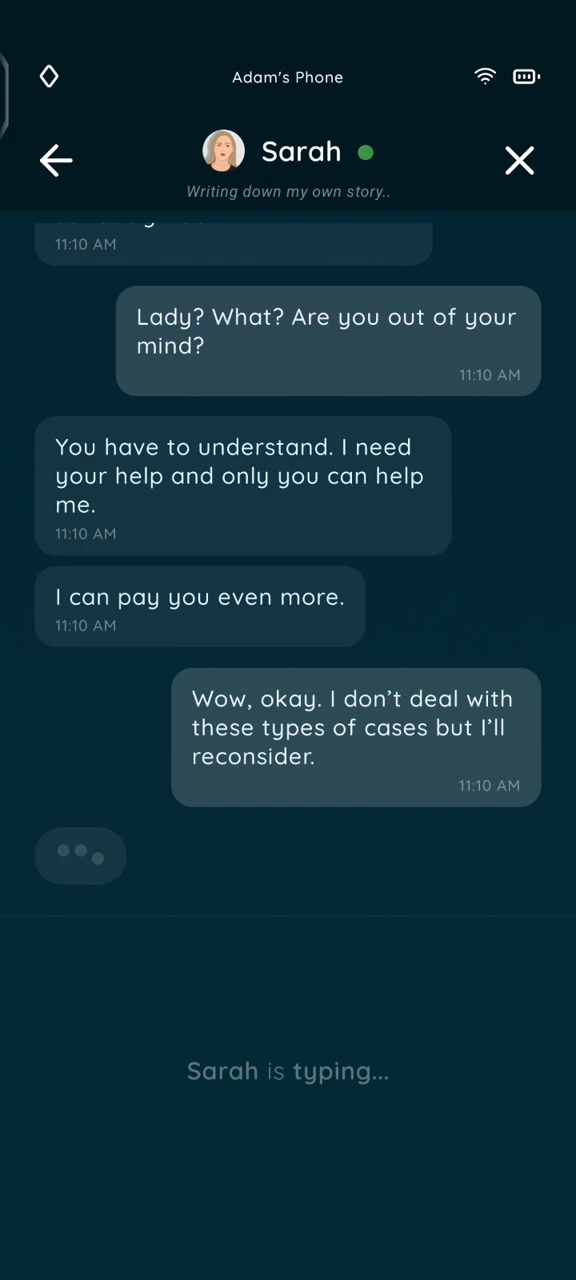 Adam's Phone
Sarah
Writing down my own story..
11:10 AM
Lady? What? Are you out of your
mind?
11:10 AM
You have to understand. I need
your help and only you can help
me.
11:10 AM
I can pay you even more.
11:10 AM
Wow, okay. I don’t deal with
these types of cases but I’ll
reconsider.
11:10 AM
Sarah is typing...